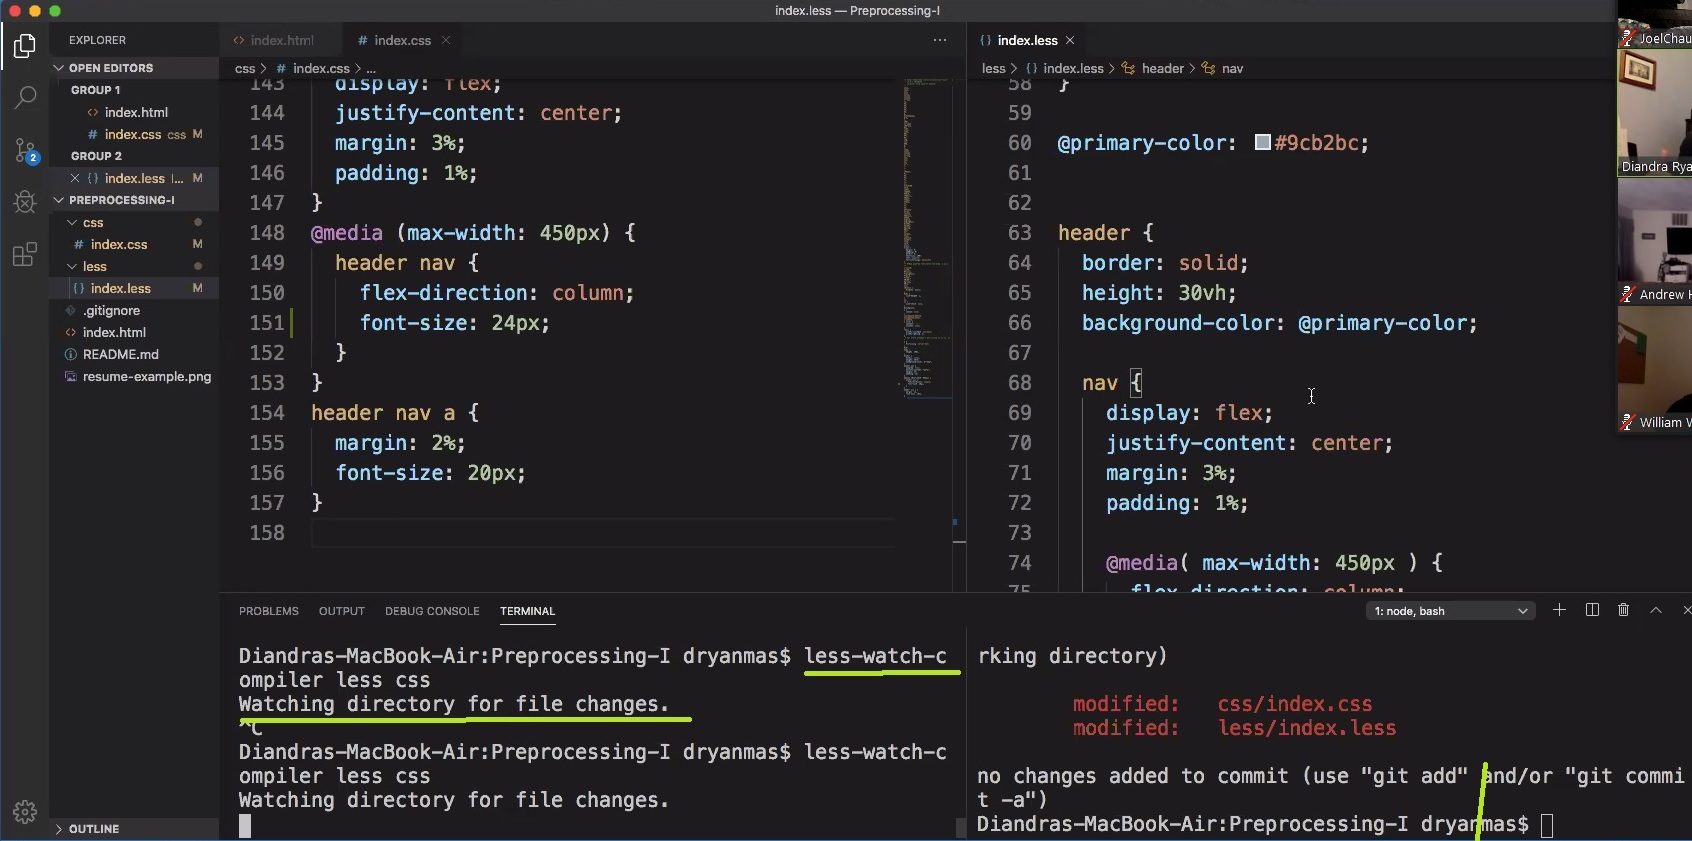 index.less — Preprocessing-I
EXPLORER
OPEN EDITORS
GROUP 1
index.html
index.css css M
GROUP 2
index.less l... M
PREPROCESSING-I
css
index.css M
less
index.less M
.gitignore
index.html
README.md
resume-example.png
OUTLINE
2
index.html
# index.css
css > # index.css > ...
143 display: flex;
144 justify-content: center;
145 margin: 3%;
146 padding: 1%;
147 }
148 @media (max-width: 450px) {
149 header nav {
150 flex-direction: column;
151 font-size: 24px;
152 }
153 }
154 header nav a {
155 margin: 2%;
156 font-size: 20px;
157 }
158
{} index.less
less > {} index.less > header > nav
58 }
59
60 @primary-color: #9cb2bc;
61
62
63 header {
64 border: solid;
65 height: 30vh;
66 background-color: @primary-color;
67
68 nav {
69 display: flex;
70 justify-content: center;
71 margin: 3%;
72 padding: 1%;
73
74 @media( max-width: 450px ) {
75 flex-direction: column;
JoelChau
Diandra Rya
Andrew H
William W
PROBLEMS OUTPUT DEBUG CONSOLE TERMINAL
1: node, bash
Diandras-MacBook-Air:Preprocessing-I dryanmas$ less-watch-c
ompiler less css
Watching directory for file changes.
^C
Diandras-MacBook-Air:Preprocessing-I dryanmas$ less-watch-c
ompiler less css
Watching directory for file changes.
rking directory)
modified: css/index.css
modified: less/index.less
no changes added to commit (use "git add" and/or "git commi
t -a")
Diandras-MacBook-Air:Preprocessing-I dryanmas$